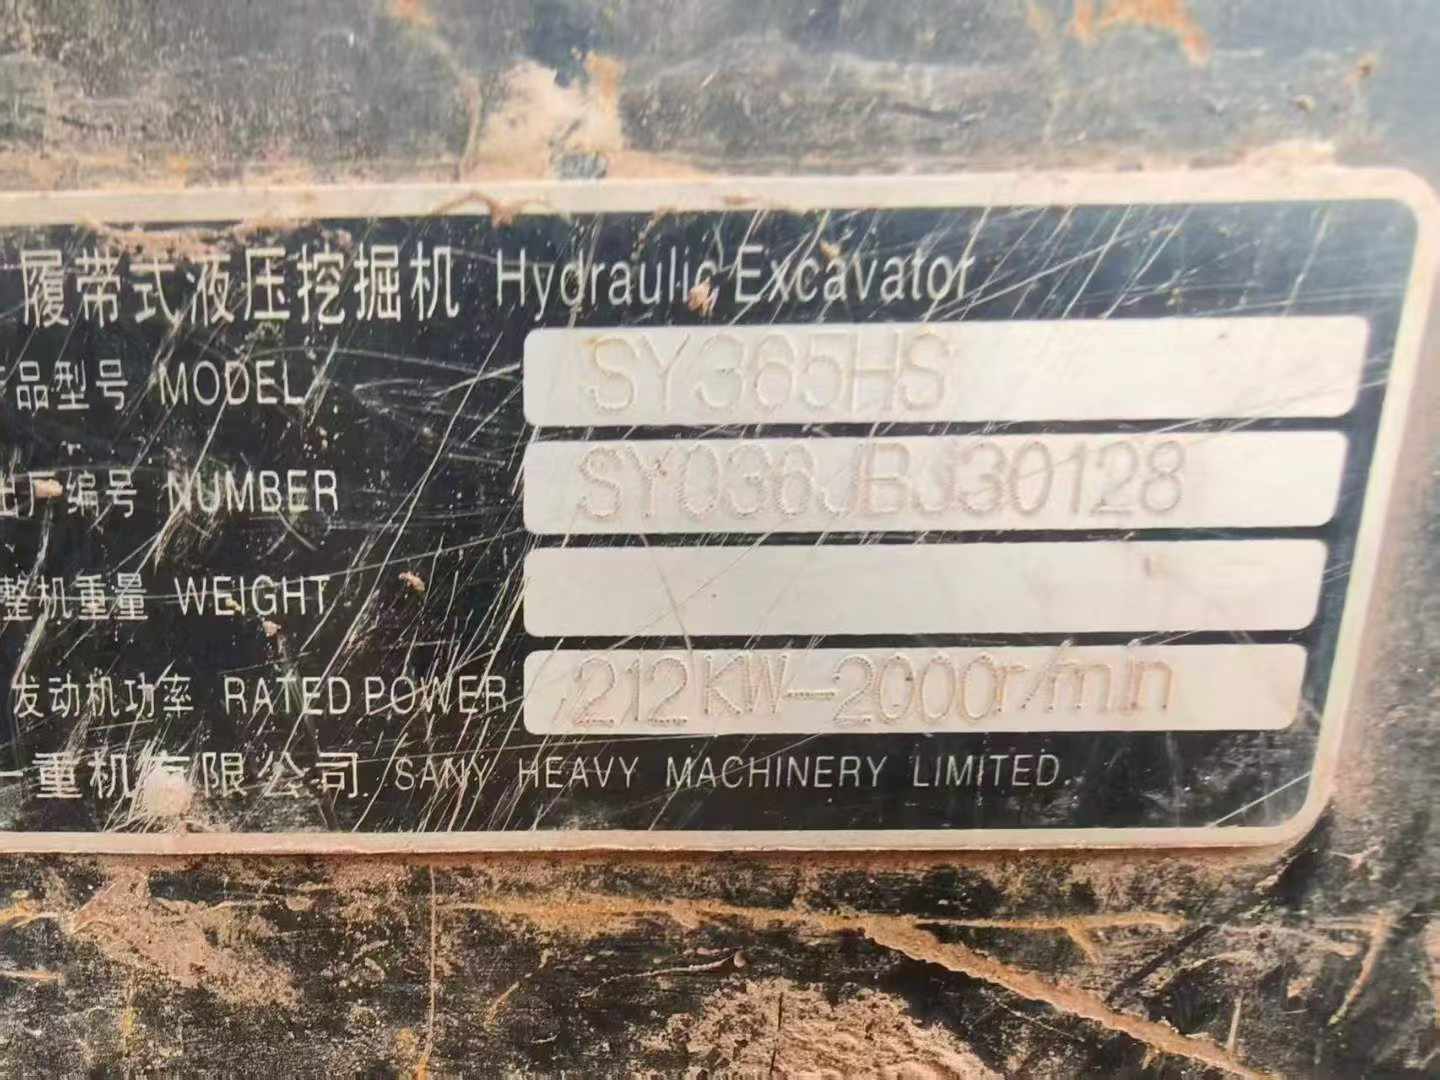 履带式液压挖掘机 Hydraulic Excavator
品型号 MODEL SY365HS
出厂编号 NUMBER SY036JBJ30128
整机重量 WEIGHT
发动机功率 RATED POWER 212KW-2000r/min
一重机有限公司 SANY HEAVY MACHINERY LIMITED.